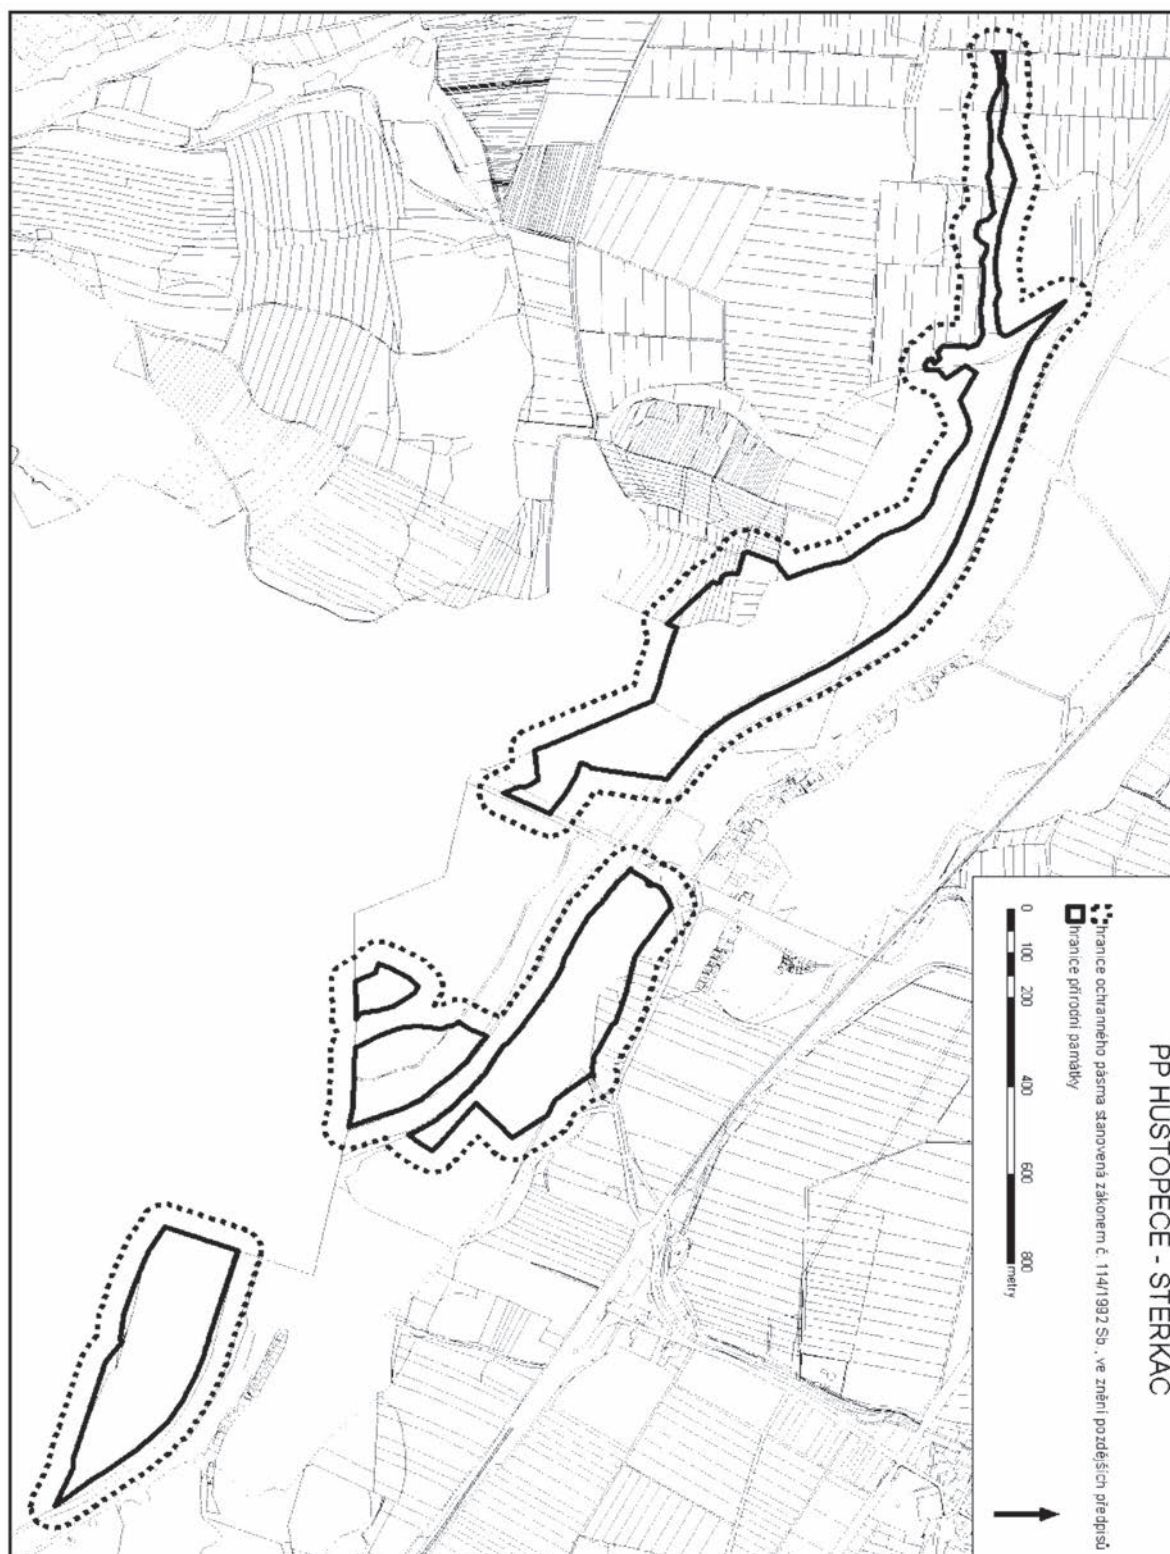 PP HUSTOPEČE - ŠTĚRKÁČ
hranice ochranného pásma stanovená zákonem č. 114/1992 Sb., ve znění pozdějších předpisů
hranice přírodní památky
0 100 200 400 600 800
metry